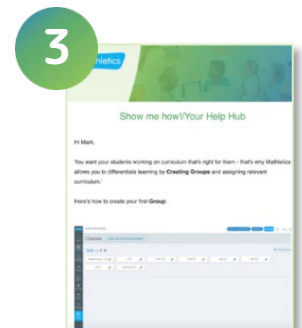 3
hletics
Show me how!/Your Help Hub
Hi Mark,
You want your students working on curriculum that's right for them - that's why Mathletics
allows you to differentiate learning by Creating Groups and assigning relevant
curriculum.'
Here's how to create your first Group: